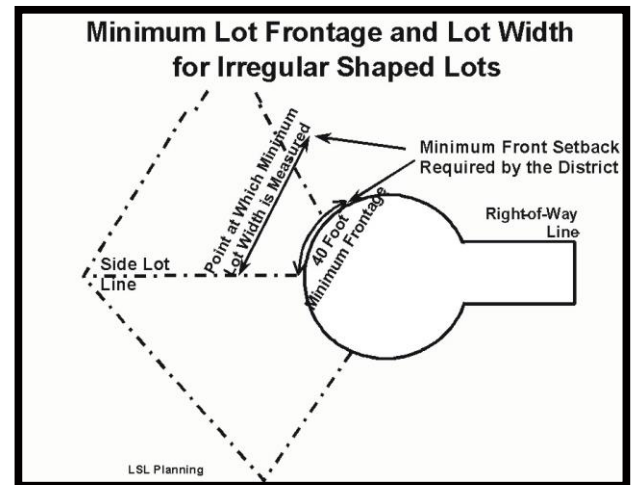 Minimum Lot Frontage and Lot Width
for Irregular Shaped Lots
Point at Which Minimum
Lot Width is Measured
Minimum Front Setback
Required by the District
40 Foot
Minimum Frontage
Right-of-Way
Line
Side Lot
Line
LSL Planning